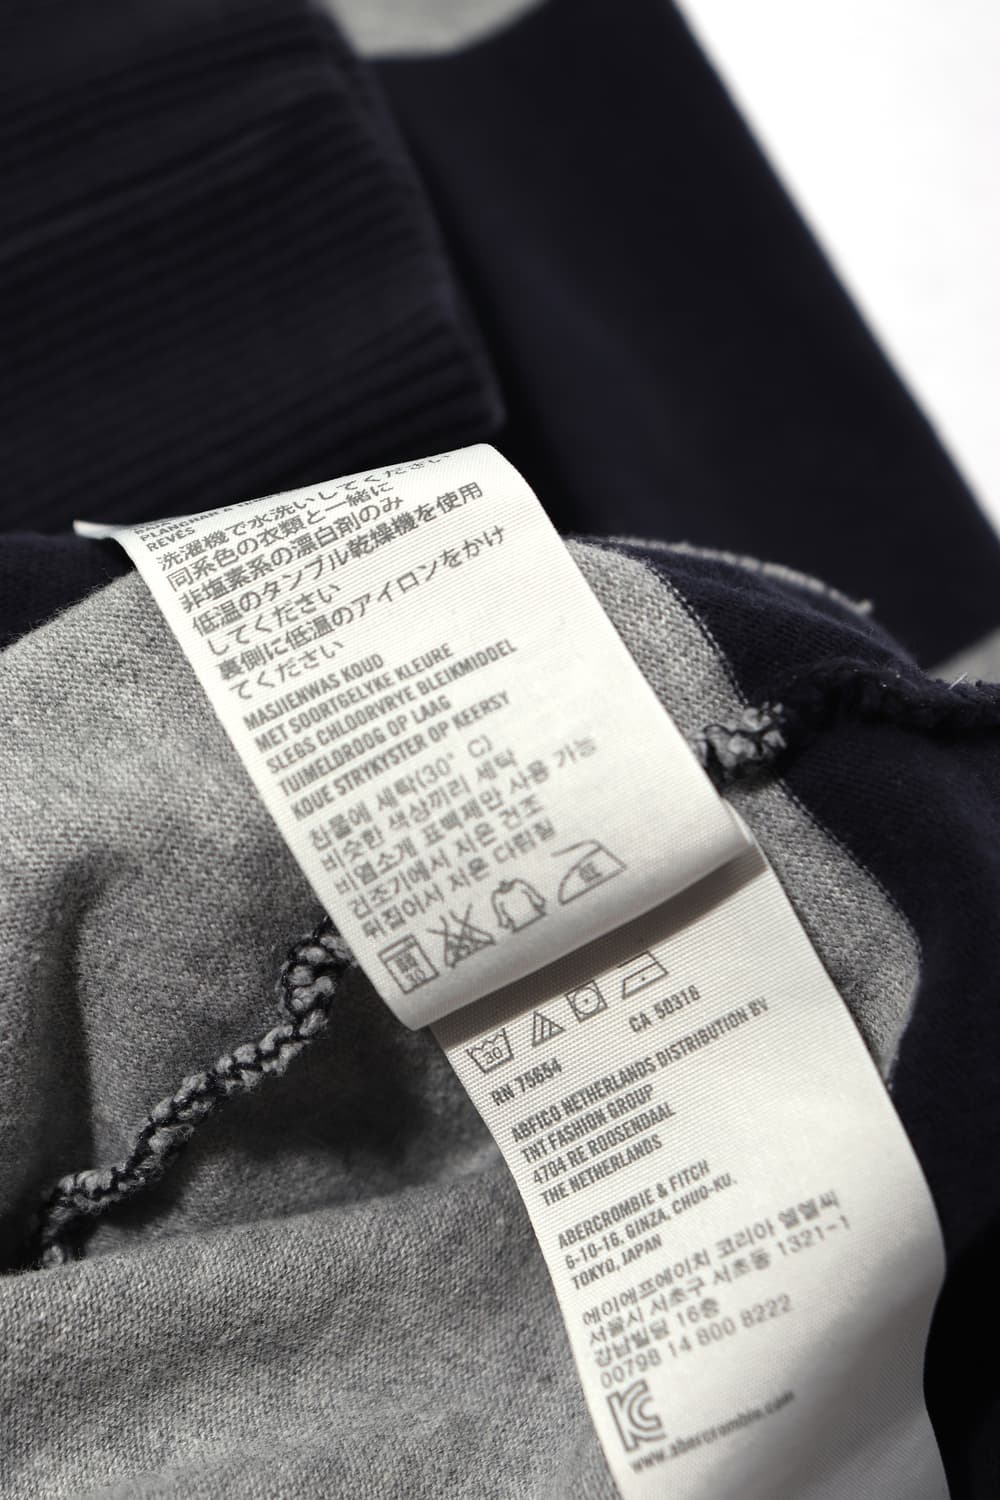 PLANCHAR A
REVÉS
洗濯機で水洗いしてください
同系色の衣類と一緒に
非塩素系の漂白剤のみ
低温のタンブル乾燥機を使用
してください
裏側に低温のアイロンをかけ
てください
MASJIENWAS KOUD
MET SOORTGELYKE KLEURE
SLEGS CHLOORVRYE BLEIKMIDDEL
TUIMELDROOG OP LAAG
KOUE STRYKYSTER OP KEERSY
찬물에 세탁(30° C)
비슷한 색상끼리 세탁
비염소계 표백제만 사용 가능
건조기에서 저온 건조
뒤집어서 저온 다림질
30
RN 75654 CA 50316
ABFICO NETHERLANDS DISTRIBUTION BV
TNT FASHION GROUP
4704 RE ROOSENDAAL
THE NETHERLANDS
ABERCROMBIE & FITCH
6-10-16, GINZA, CHUO-KU,
TOKYO, JAPAN
에이에프에이치 코리아 엘엘씨
서울시 서초구 서초동 1321-1
강남빌딩 16층
00798 14 800 8222
www.abercrombie.com